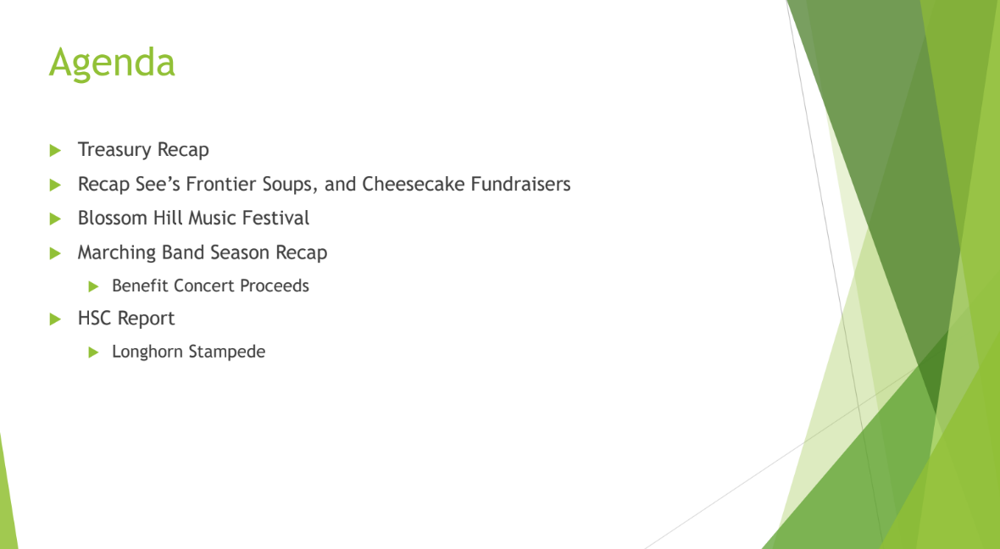 Agenda
Treasury Recap
Recap See’s Frontier Soups, and Cheesecake Fundraisers
Blossom Hill Music Festival
Marching Band Season Recap
Benefit Concert Proceeds
HSC Report
Longhorn Stampede